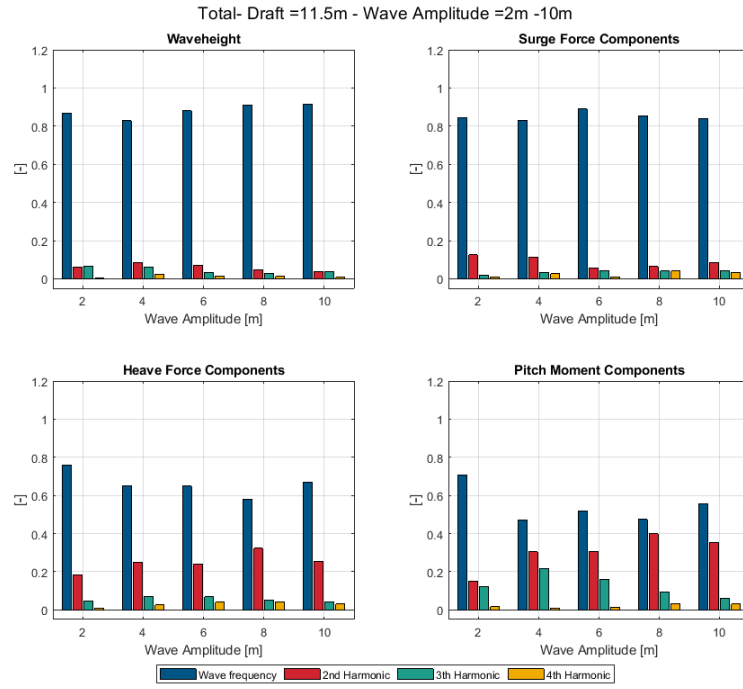 Total- Draft =11.5m - Wave Amplitude =2m -10m
Waveheight
1.2
1
0.8
0.6
0.4
0.2
0
[-]
2 4 6 8 10
Wave Amplitude [m]
Surge Force Components
1.2
1
0.8
0.6
0.4
0.2
0
[-]
2 4 6 8 10
Wave Amplitude [m]
Heave Force Components
1.2
1
0.8
0.6
0.4
0.2
0
[-]
2 4 6 8 10
Wave Amplitude [m]
Pitch Moment Components
1.2
1
0.8
0.6
0.4
0.2
0
[-]
2 4 6 8 10
Wave Amplitude [m]
Wave frequency 2nd Harmonic 3th Harmonic 4th Harmonic